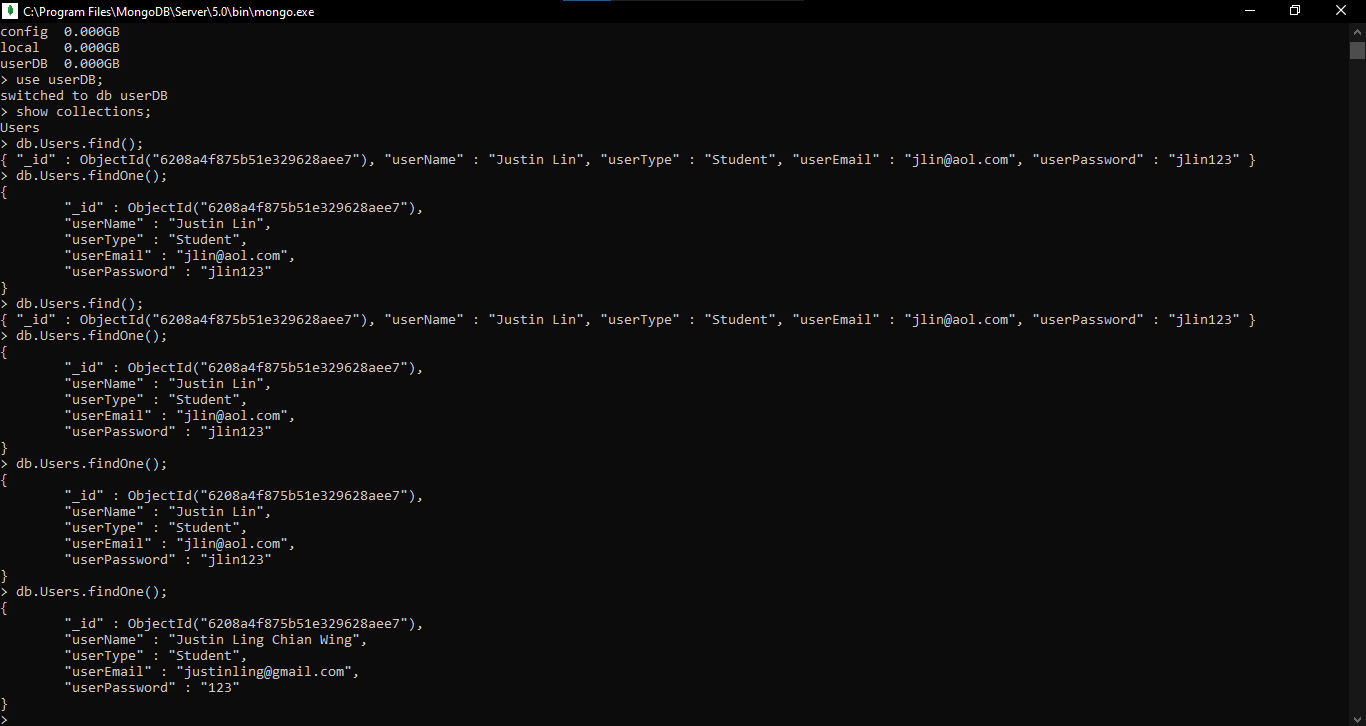 C:\Program Files\MongoDB\Server\5.0\bin\mongo.exe
config  0.000GB
local   0.000GB
userDB  0.000GB
> use userDB;
switched to db userDB
> show collections;
Users
> db.Users.find();
{ "_id" : ObjectId("6208a4f875b51e329628aee7"), "userName" : "Justin Lin", "userType" : "Student", "userEmail" : "jlin@aol.com", "userPassword" : "jlin123" }
> db.Users.findOne();
{
        "_id" : ObjectId("6208a4f875b51e329628aee7"),
        "userName" : "Justin Lin",
        "userType" : "Student",
        "userEmail" : "jlin@aol.com",
        "userPassword" : "jlin123"
}
> db.Users.find();
{ "_id" : ObjectId("6208a4f875b51e329628aee7"), "userName" : "Justin Lin", "userType" : "Student", "userEmail" : "jlin@aol.com", "userPassword" : "jlin123" }
> db.Users.findOne();
{
        "_id" : ObjectId("6208a4f875b51e329628aee7"),
        "userName" : "Justin Lin",
        "userType" : "Student",
        "userEmail" : "jlin@aol.com",
        "userPassword" : "jlin123"
}
> db.Users.findOne();
{
        "_id" : ObjectId("6208a4f875b51e329628aee7"),
        "userName" : "Justin Lin",
        "userType" : "Student",
        "userEmail" : "jlin@aol.com",
        "userPassword" : "jlin123"
}
> db.Users.findOne();
{
        "_id" : ObjectId("6208a4f875b51e329628aee7"),
        "userName" : "Justin Ling Chian Wing",
        "userType" : "Student",
        "userEmail" : "justinling@gmail.com",
        "userPassword" : "123"
}
>